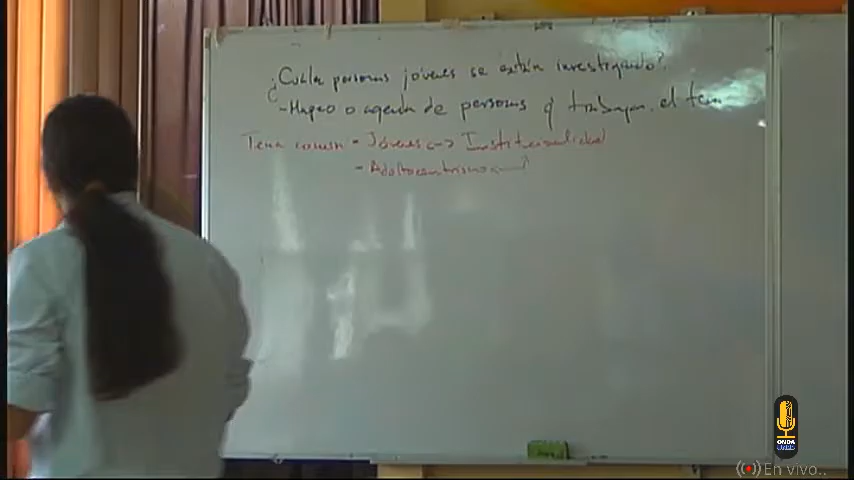 ¿Cuáles personas jóvenes se están investigando?
- Mapeo o agenda de personas q' trabajan el tema
Tema común - Jóvenes <-> Institucionalidad
- Adultocentrismo
ONDA
En vivo..